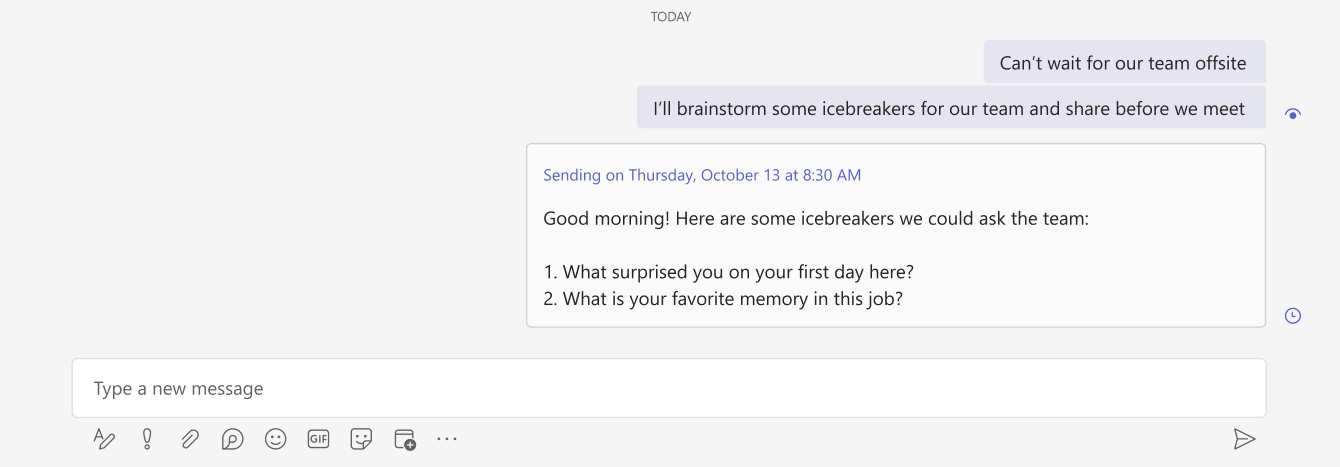 TODAY
Can’t wait for our team offsite
I’ll brainstorm some icebreakers for our team and share before we meet
Sending on Thursday, October 13 at 8:30 AM
Good morning! Here are some icebreakers we could ask the team:
1. What surprised you on your first day here?
2. What is your favorite memory in this job?
Type a new message
GIF